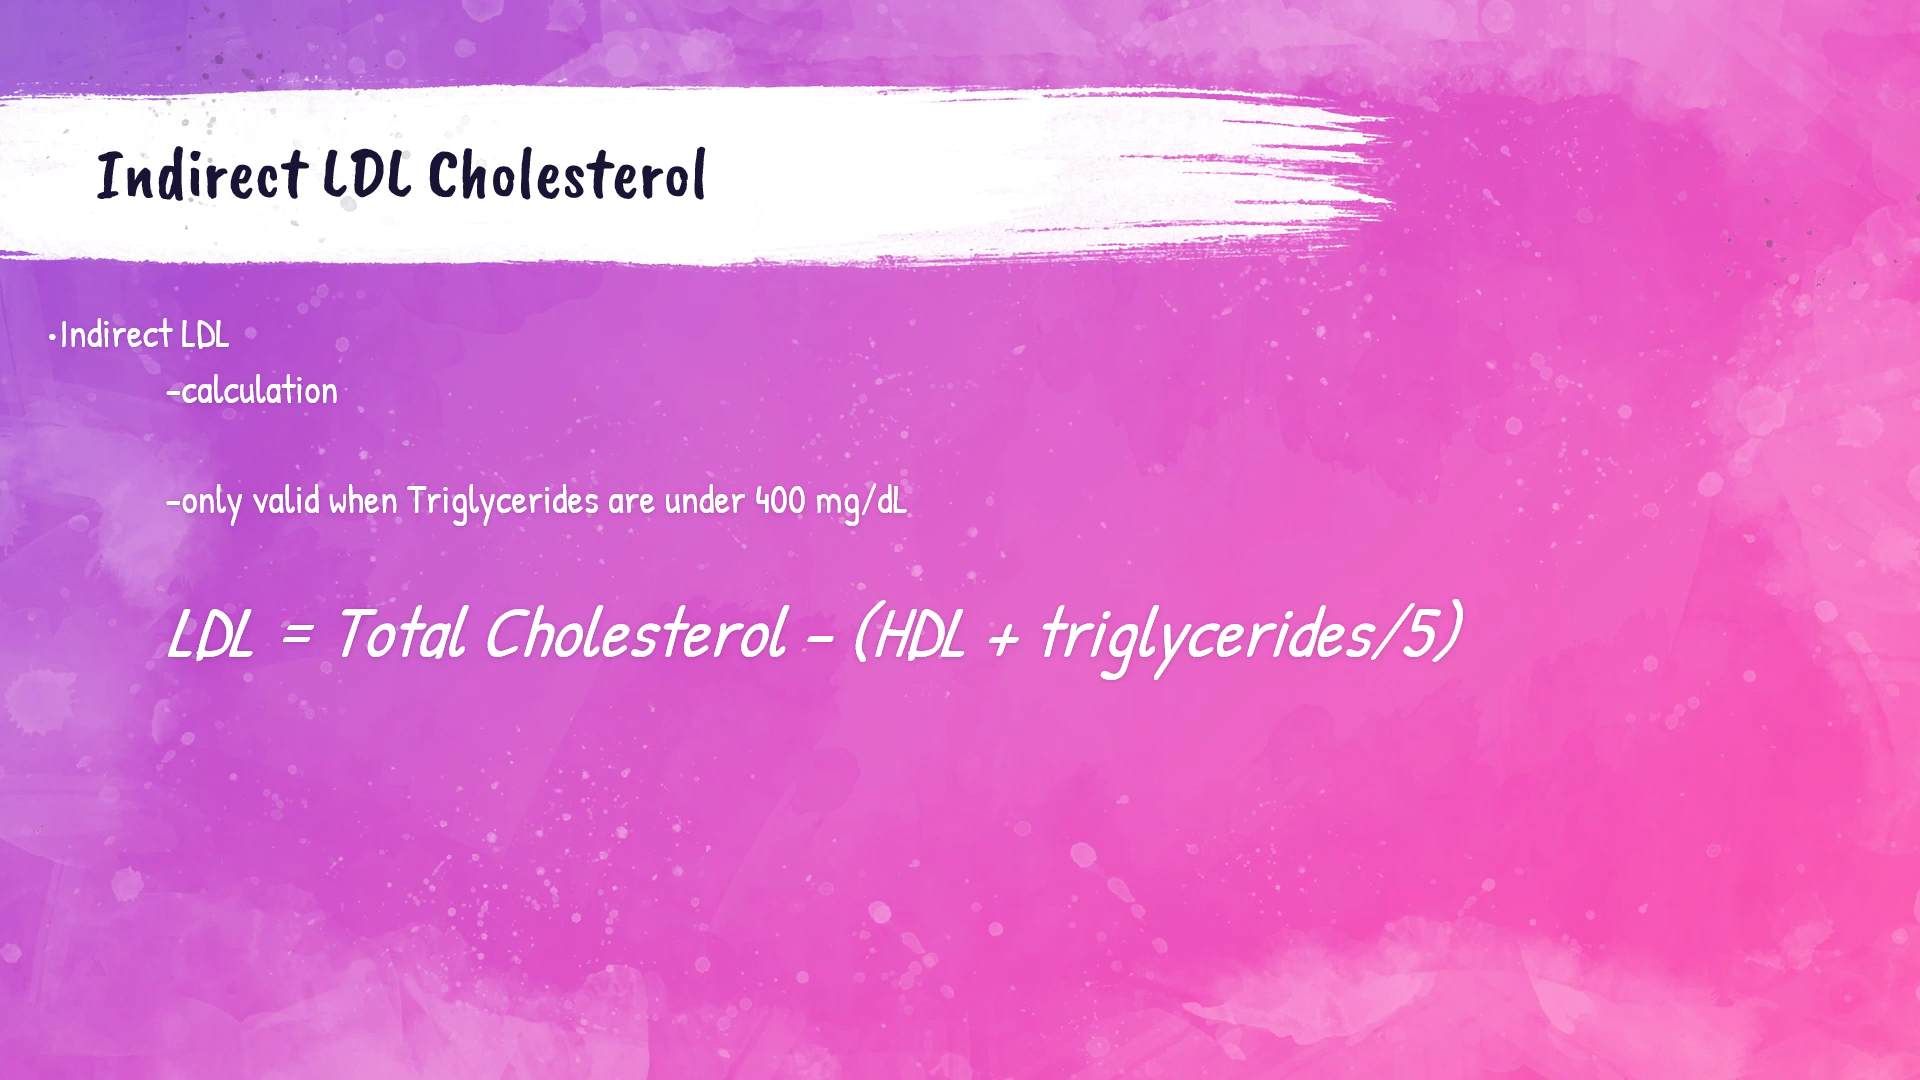 Indirect LDL Cholesterol
•Indirect LDL
-calculation
-only valid when Triglycerides are under 400 mg/dL
LDL = Total Cholesterol - (HDL + triglycerides/5)